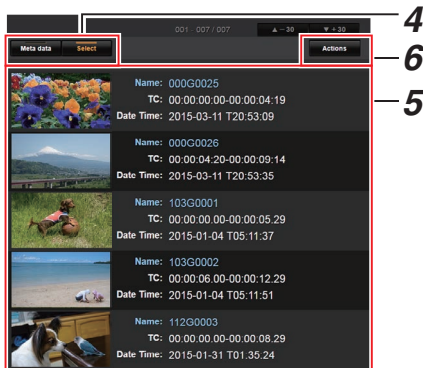 4
001 - 007 / 007 ▲ – 30 ▼ + 30
Meta data Select Actions
6
5
Name: 000G0025
TC: 00:00:00:00-00:00:04:19
Date Time: 2015-03-11 T20:53:09
Name: 000G0026
TC: 00:00:04:20-00:00:09:14
Date Time: 2015-03-11 T20:53:35
Name: 103G0001
TC: 00:00:00.00-00:00:05.29
Date Time: 2015-01-04 T05:11:37
Name: 103G0002
TC: 00:00:06.00-00:00:12.29
Date Time: 2015-01-04 T05:11:51
Name: 112G0003
TC: 00:00:00.00-00:00:08.29
Date Time: 2015-01-31 T01.35.24